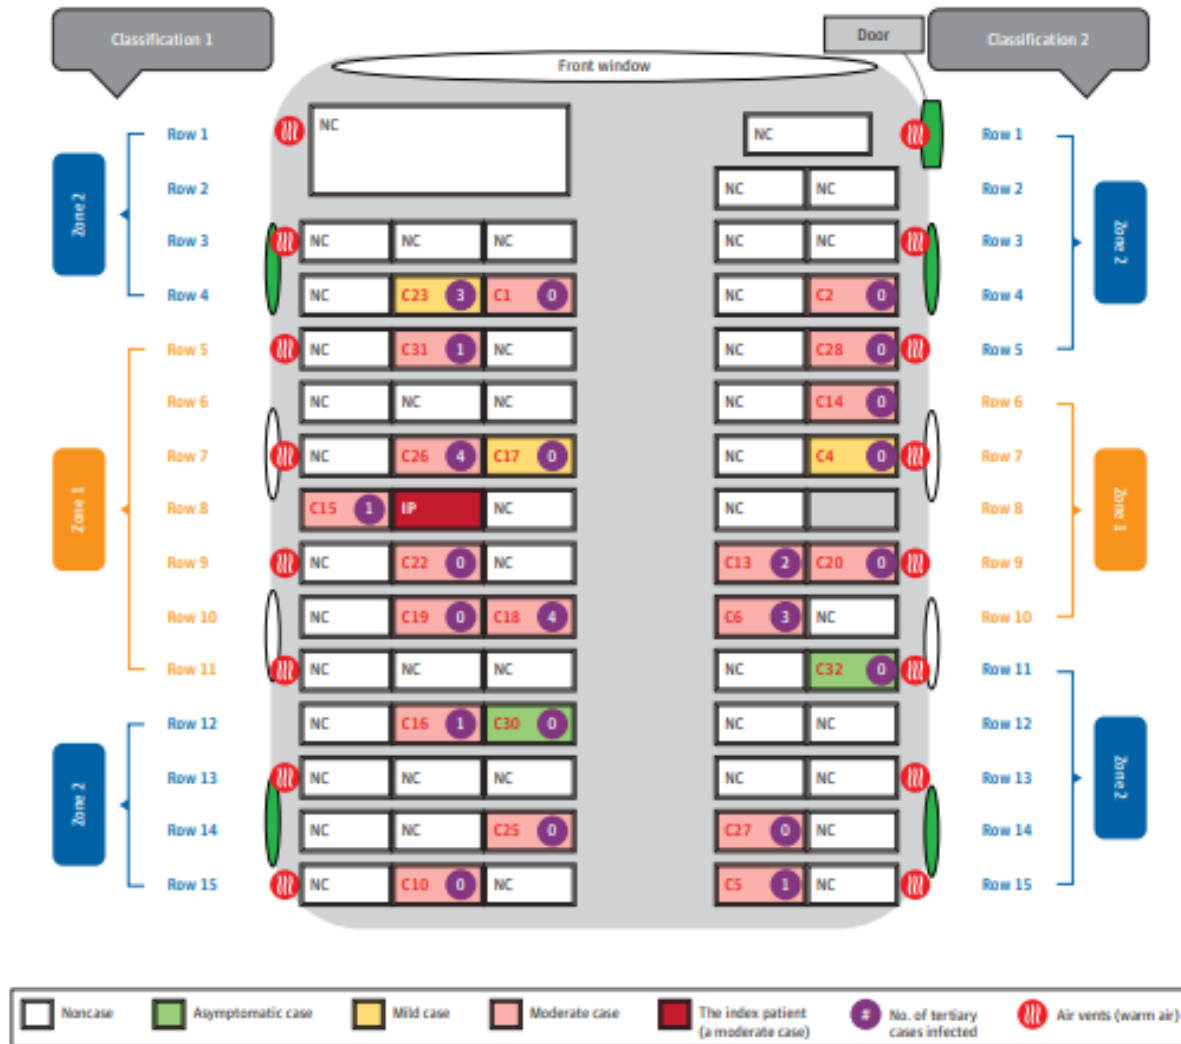 Classification 1
Door
Classification 2
Front window
Row 1 NC NC Row 1
Row 2 NC NC Row 2
Zone 2
Zone 2
Row 3 NC NC NC NC NC Row 3
Row 4 NC C23 3 C1 0 NC C2 0 Row 4
Row 5 NC C31 1 NC NC C28 0 Row 5
Row 6 NC NC NC NC C14 0 Row 6
Row 7 NC C26 4 C17 0 NC C4 0 Row 7
Zone 1
Zone 1
Row 8 C15 1 IP NC NC Row 8
Row 9 NC C22 0 NC C13 2 C20 0 Row 9
Row 10 NC C19 0 C18 4 C6 3 NC Row 10
Row 11 NC NC NC NC C32 0 Row 11
Row 12 NC C16 1 C30 0 NC NC Row 12
Zone 2
Zone 2
Row 13 NC NC NC NC NC Row 13
Row 14 NC NC C25 0 C27 0 NC Row 14
Row 15 NC C10 0 NC C5 1 NC Row 15
Noncase
Asymptomatic case
Mild case
Moderate case
The index patient
(a moderate case)
# No. of tertiary
cases infected
Air vents (warm air)